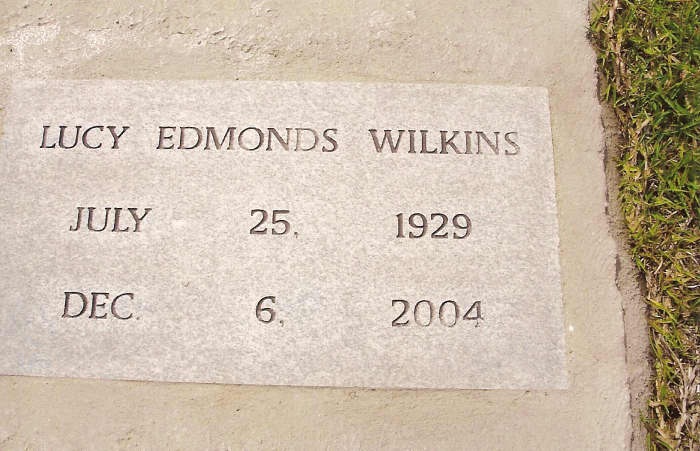 LUCY EDMONDS WILKINS
JULY 25, 1929
DEC. 6, 2004